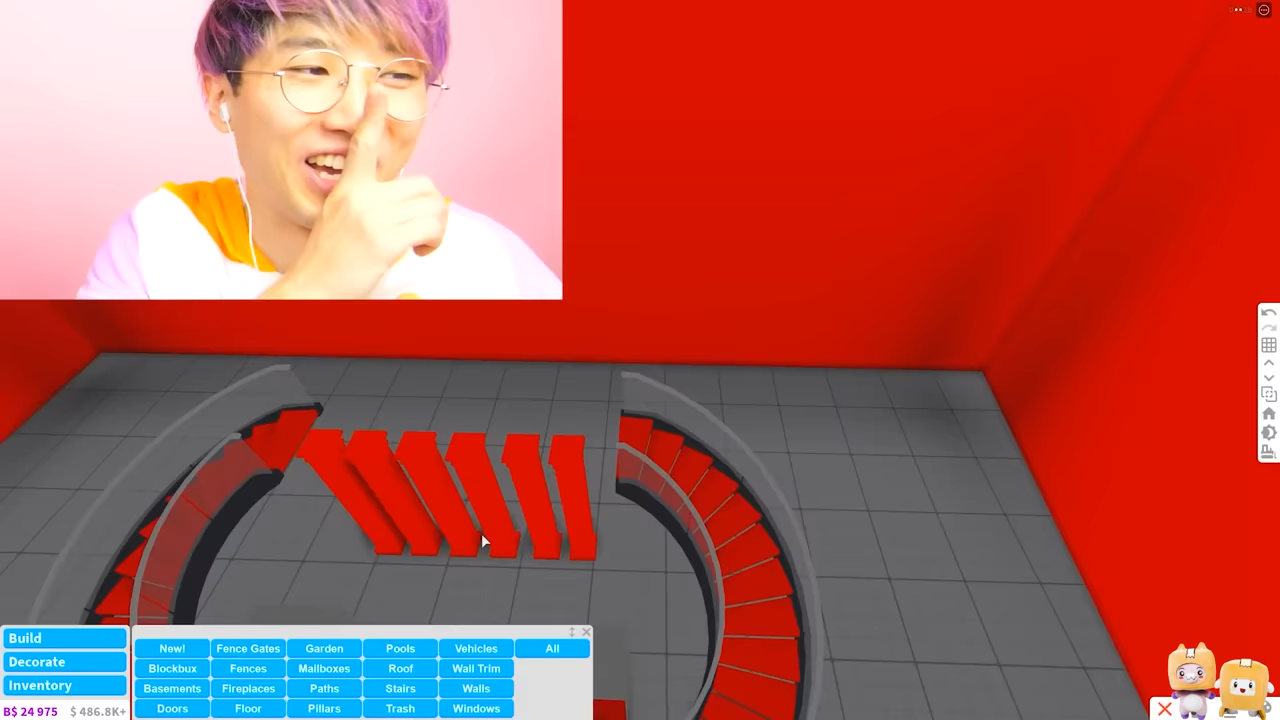 Build
Decorate
Inventory
B$ 24 975 $ 486.8K+
New! Fence Gates Garden Pools Vehicles All
Blockbux Fences Mailboxes Roof Wall Trim
Basements Fireplaces Paths Stairs Walls
Doors Floor Pillars Trash Windows